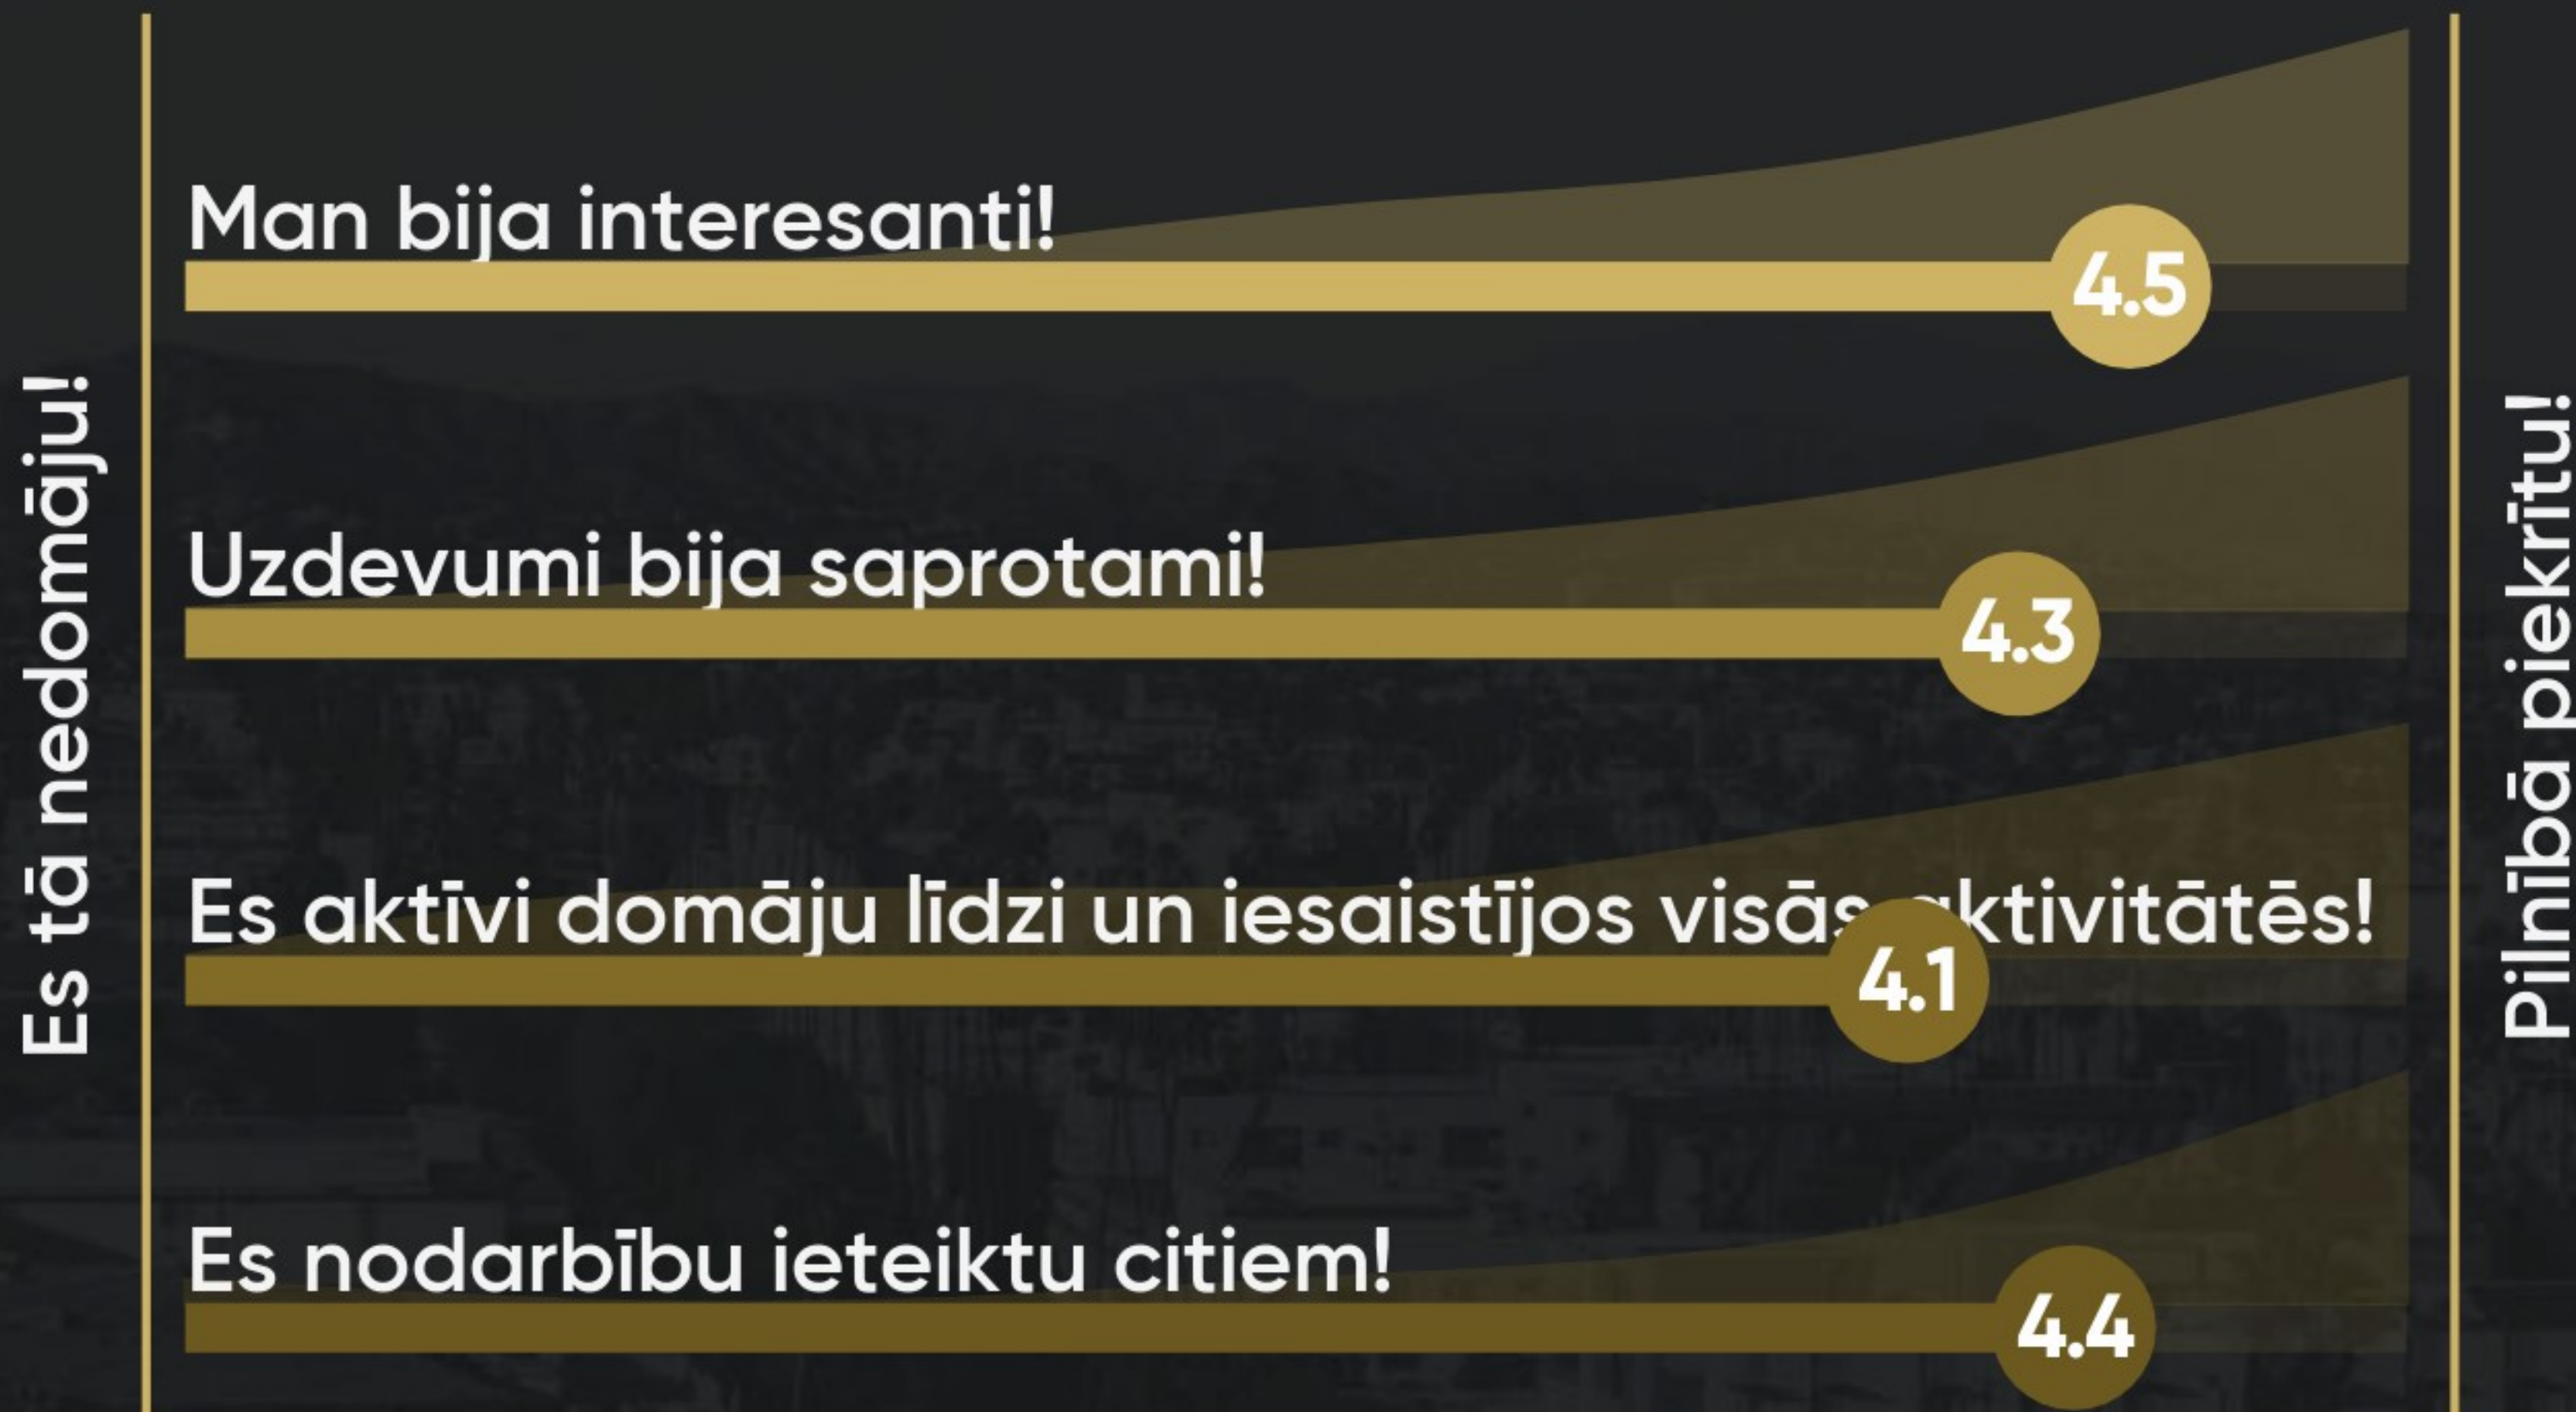 Es tā nedomāju!
Man bija interesanti!
4.5
Uzdevumi bija saprotami!
4.3
Es aktīvi domāju līdzi un iesaistījos visās aktivitātēs!
4.1
Es nodarbību ieteiktu citiem!
4.4
Pilnībā piekrītu!